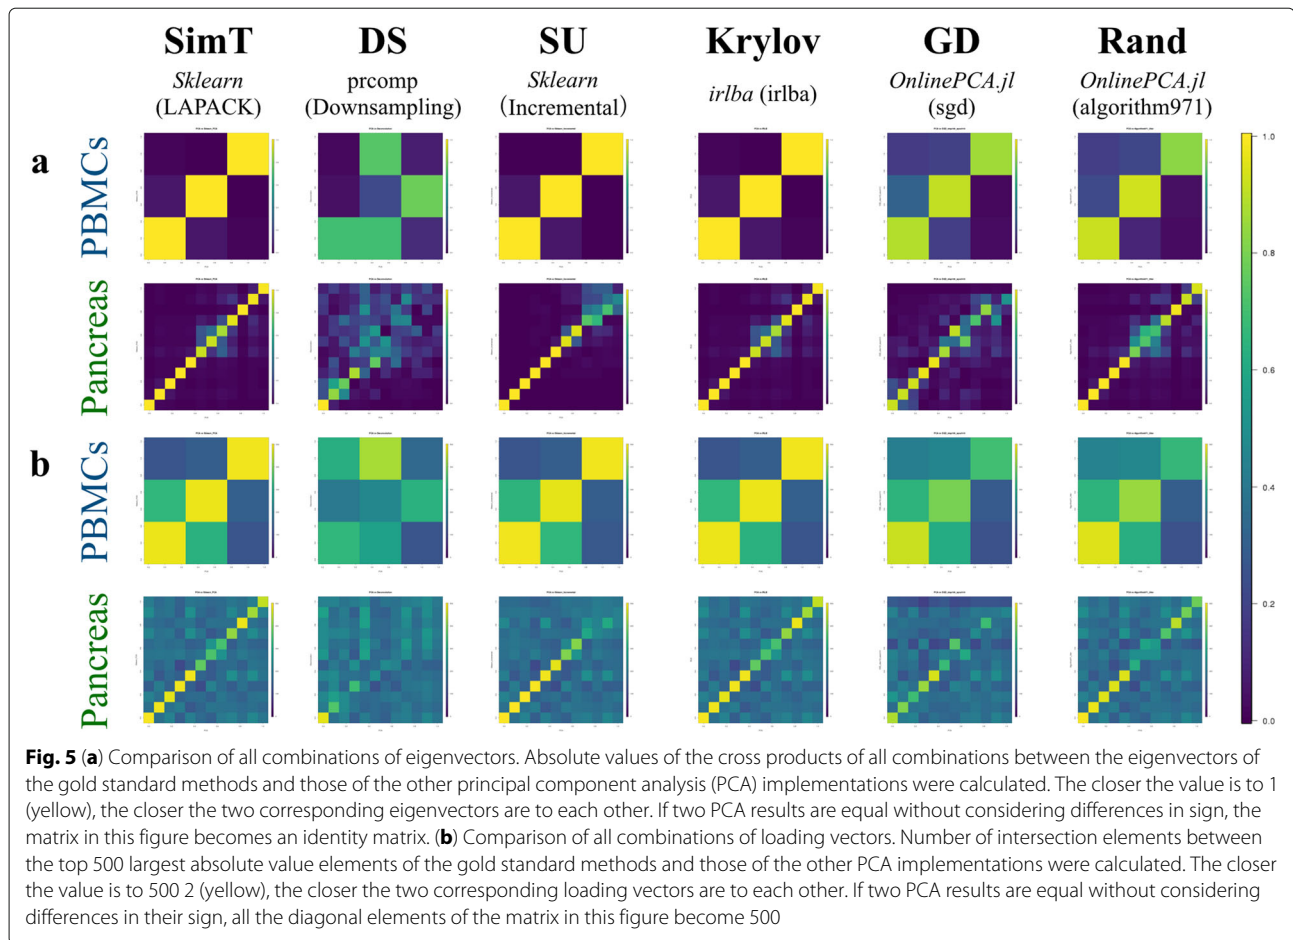 SimT DS SU Krylov GD Rand
Sklearn prcomp Sklearn irlba (irlba) OnlinePCA.jl OnlinePCA.jl
(LAPACK) (Downsampling) (Incremental) (sgd) (algorithm971)
a
PBMCs
Pancreas
b
PBMCs
Pancreas
1.0
0.8
0.6
0.4
0.2
0.0
Fig. 5 (a) Comparison of all combinations of eigenvectors. Absolute values of the cross products of all combinations between the eigenvectors of
the gold standard methods and those of the other principal component analysis (PCA) implementations were calculated. The closer the value is to 1
(yellow), the closer the two corresponding eigenvectors are to each other. If two PCA results are equal without considering differences in sign, the
matrix in this figure becomes an identity matrix. (b) Comparison of all combinations of loading vectors. Number of intersection elements between
the top 500 largest absolute value elements of the gold standard methods and those of the other PCA implementations were calculated. The closer
the value is to 500 2 (yellow), the closer the two corresponding loading vectors are to each other. If two PCA results are equal without considering
differences in their sign, all the diagonal elements of the matrix in this figure become 500